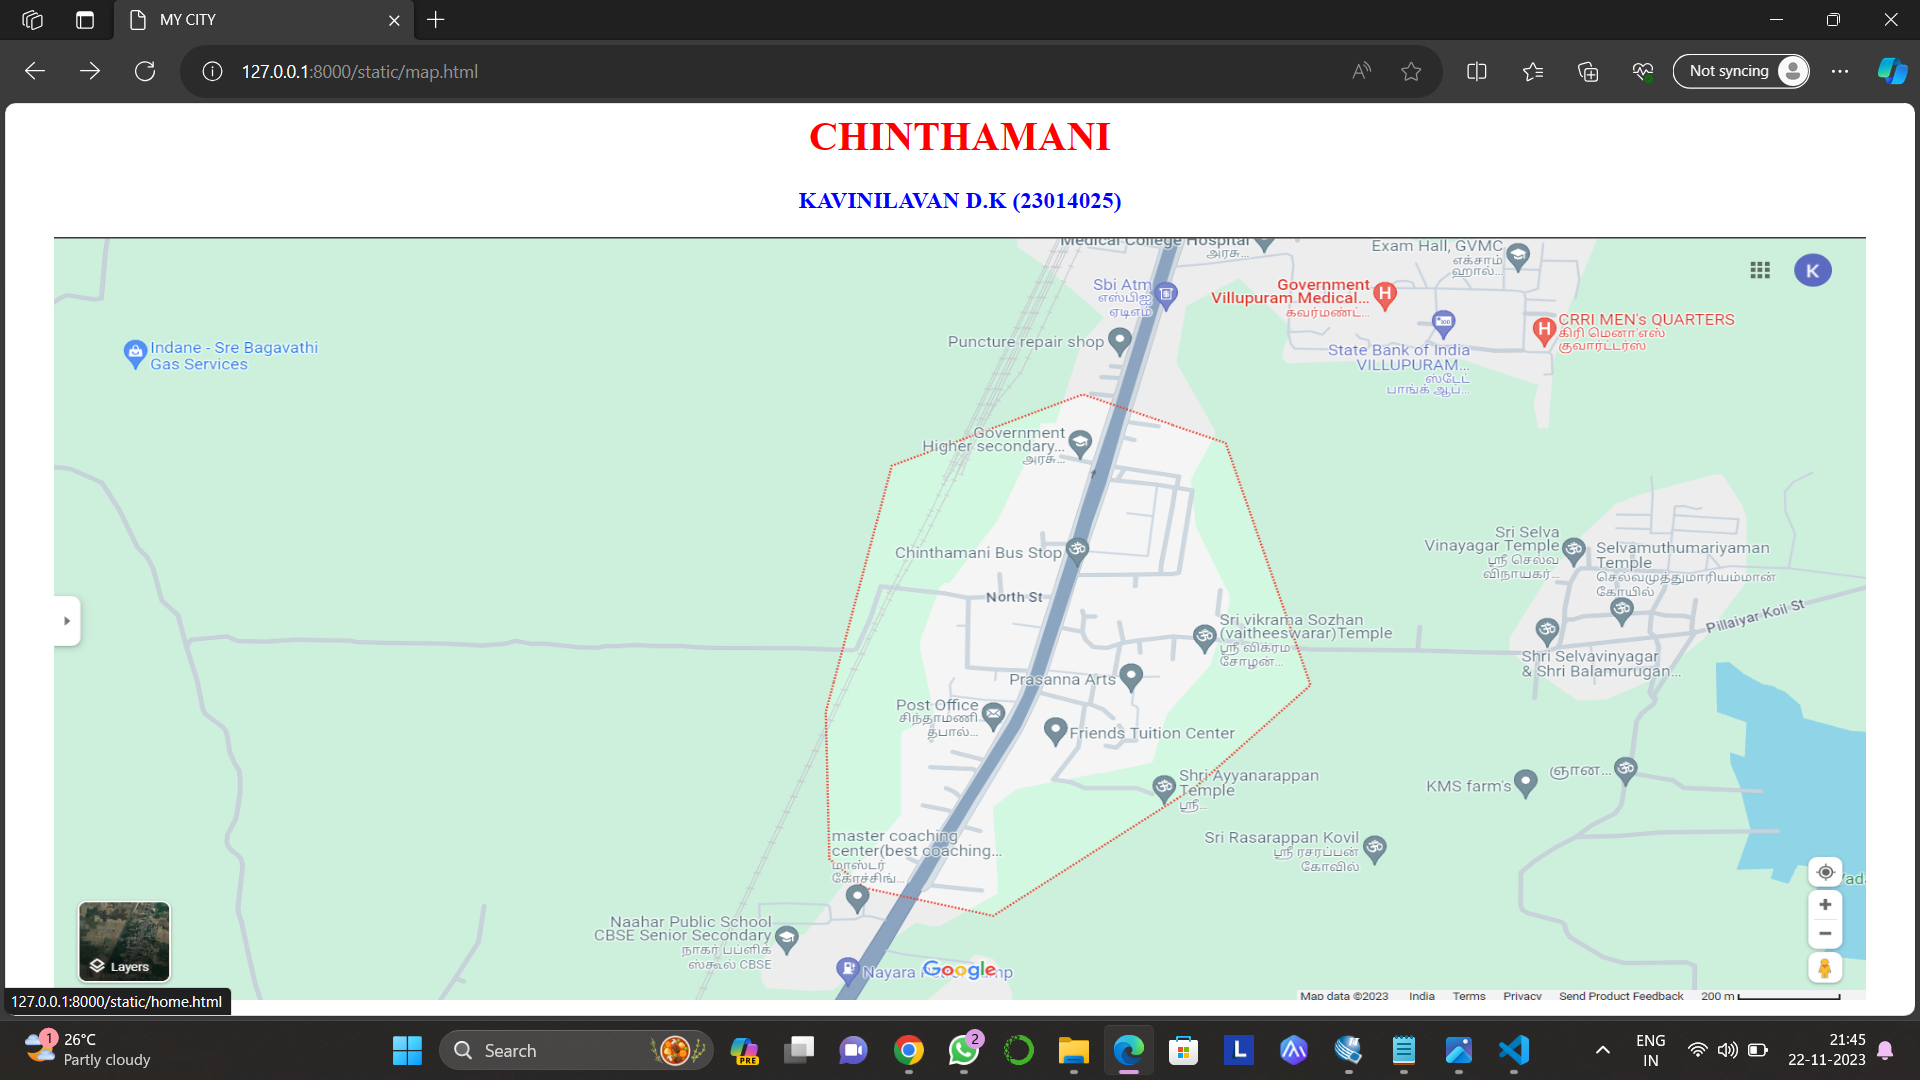 MY CITY
127.0.0.1:8000/static/map.html
Not syncing
CHINTHAMANI
KAVINILAVAN D.K (23014025)
Medical College Hospital
அரசு...
Exam Hall, GVMC
எக்சாம்
ஹால்...
K
Sbi Atm
எஸ்பிஐ
ஏடிஎம்
Government
Villupuram Medical...
கவர்மண்ட்...
CRRI MEN's QUARTERS
கிரி மெனா எஸ்
குவார்ட்டர்ஸ்
Indane - Sre Bagavathi
Gas Services
Puncture repair shop
State Bank of India
VILLUPURAM...
ஸ்டேட்
பாங்க் ஆப்...
Government
Higher secondary...
அரசு...
Chinthamani Bus Stop
Sri Selva
Vinayagar Temple
ஸ்ரீ செல்வ
விநாயகர்...
Selvamuthumariyaman
Temple
செல்வமுத்துமாரியம்மான்
கோயில்
North St
Pillaiyar Koil St
Sri vikrama Sozhan
(vaitheeswarar)Temple
ஸ்ரீ விக்ரம
சோழன்...
Shri Selvavinyagar
& Shri Balamurugan...
Prasanna Arts
Post Office
சிந்தாமணி
தபால்...
Friends Tuition Center
Shri Ayyanarappan
Temple
ஸ்ரீ...
KMS farm's
ஞான...
master coaching
center(best coaching...
மாஸ்டர்
கோச்சிங்...
Sri Rasarappan Kovil
ஸ்ரீ ரசரப்பன்
கோவில்
Naahar Public School
CBSE Senior Secondary
நாகர் பப்ளிக்
ஸ்கூல் CBSE
Layers
Nayara
Google
Map data ©2023 India Terms Privacy Send Product Feedback 200 m
127.0.0.1:8000/static/home.html
1
26°C
Partly cloudy
Search
PRE
2
L
ENG
IN
21:45
22-11-2023